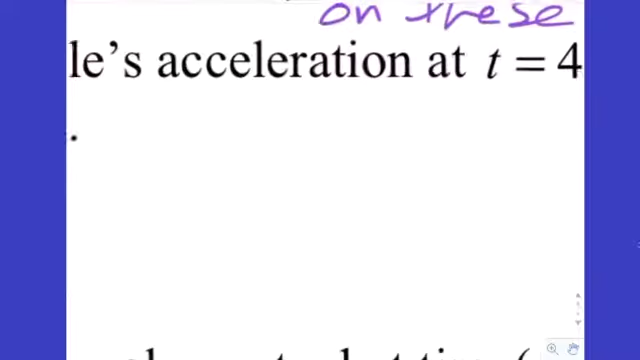 on these
le’s acceleration at t = 4
.